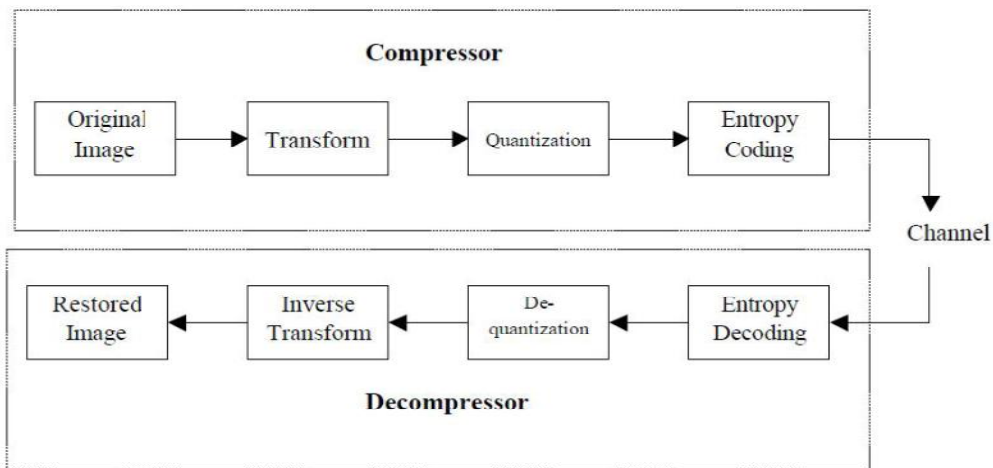 Compressor
Original
Image
Transform
Quantization
Entropy
Coding
Channel
Restored
Image
Inverse
Transform
De-
quantization
Entropy
Decoding
Decompressor